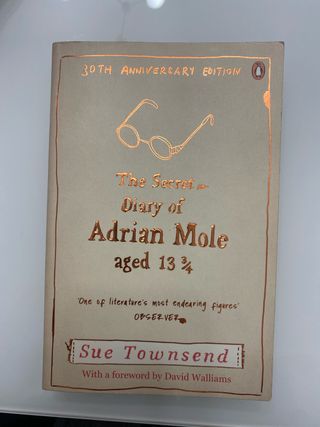 30TH ANNIVERSARY EDITION
The Secret
Diary of
Adrian Mole
aged 13 ¾
'One of literature's most endearing figures'
OBSERVER
Sue Townsend
With a foreword by David Walliams